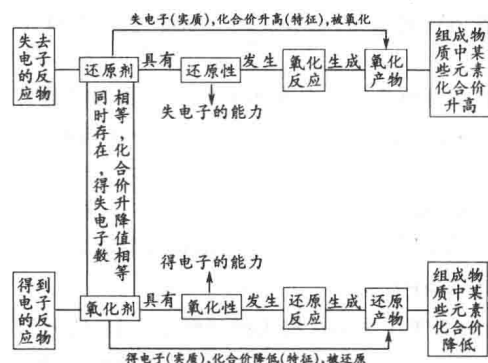 失电子(实质),化合价升高(特征),被氧化
失去
电子
的反
应物
还原剂
具有
还原性
发生
氧化
反应
生成
氧化
产物
组成物
质中某
些元素
化合价
升高
失电子的能力
同时存在,得失电子数
相等,化合价升降值相等
得电子的能力
得到
电子
的反
应物
氧化剂
具有
氧化性
发生
还原
反应
生成
还原
产物
组成物
质中某
些元素
化合价
降低
得电子(实质),化合价降低(特征),被还原